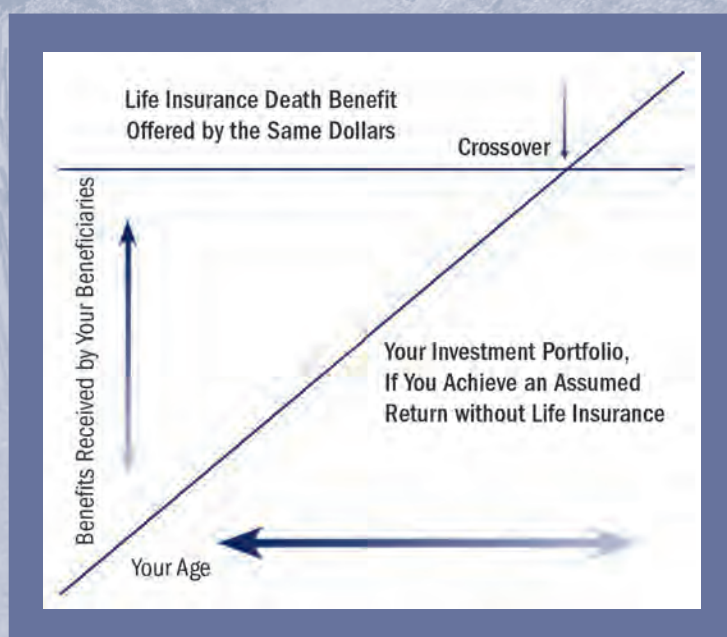 Life Insurance Death Benefit
Offered by the Same Dollars
Crossover
Benefits Received by Your Beneficiaries
Your Investment Portfolio,
If You Achieve an Assumed
Return without Life Insurance
Your Age